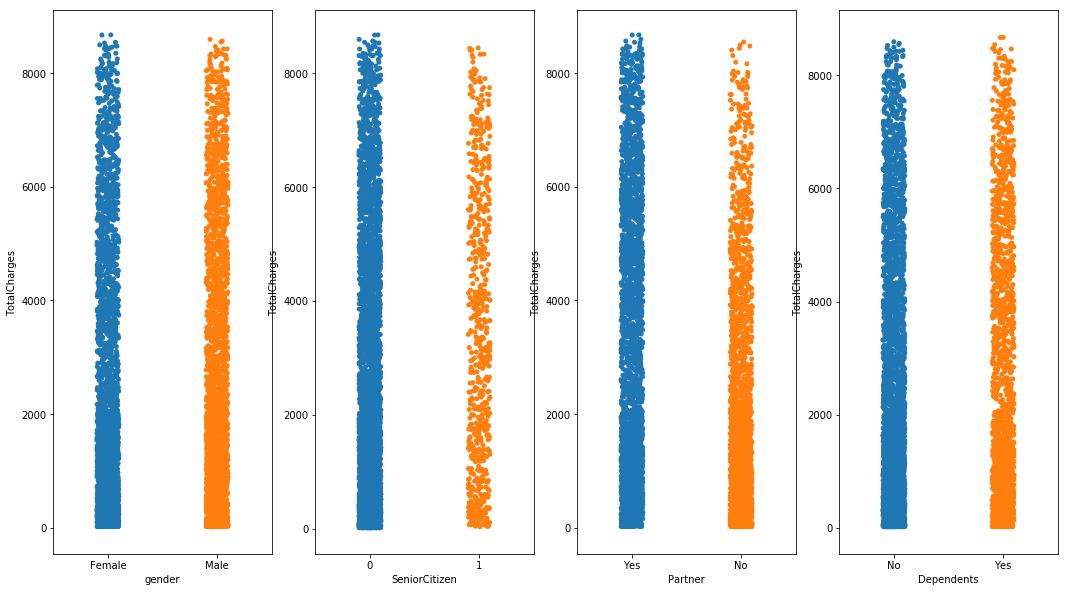 TotalCharges
8000
6000
4000
2000
0
Female
Male
gender
TotalCharges
8000
6000
4000
2000
0
0
1
SeniorCitizen
TotalCharges
8000
6000
4000
2000
0
Yes
No
Partner
TotalCharges
8000
6000
4000
2000
0
No
Yes
Dependents